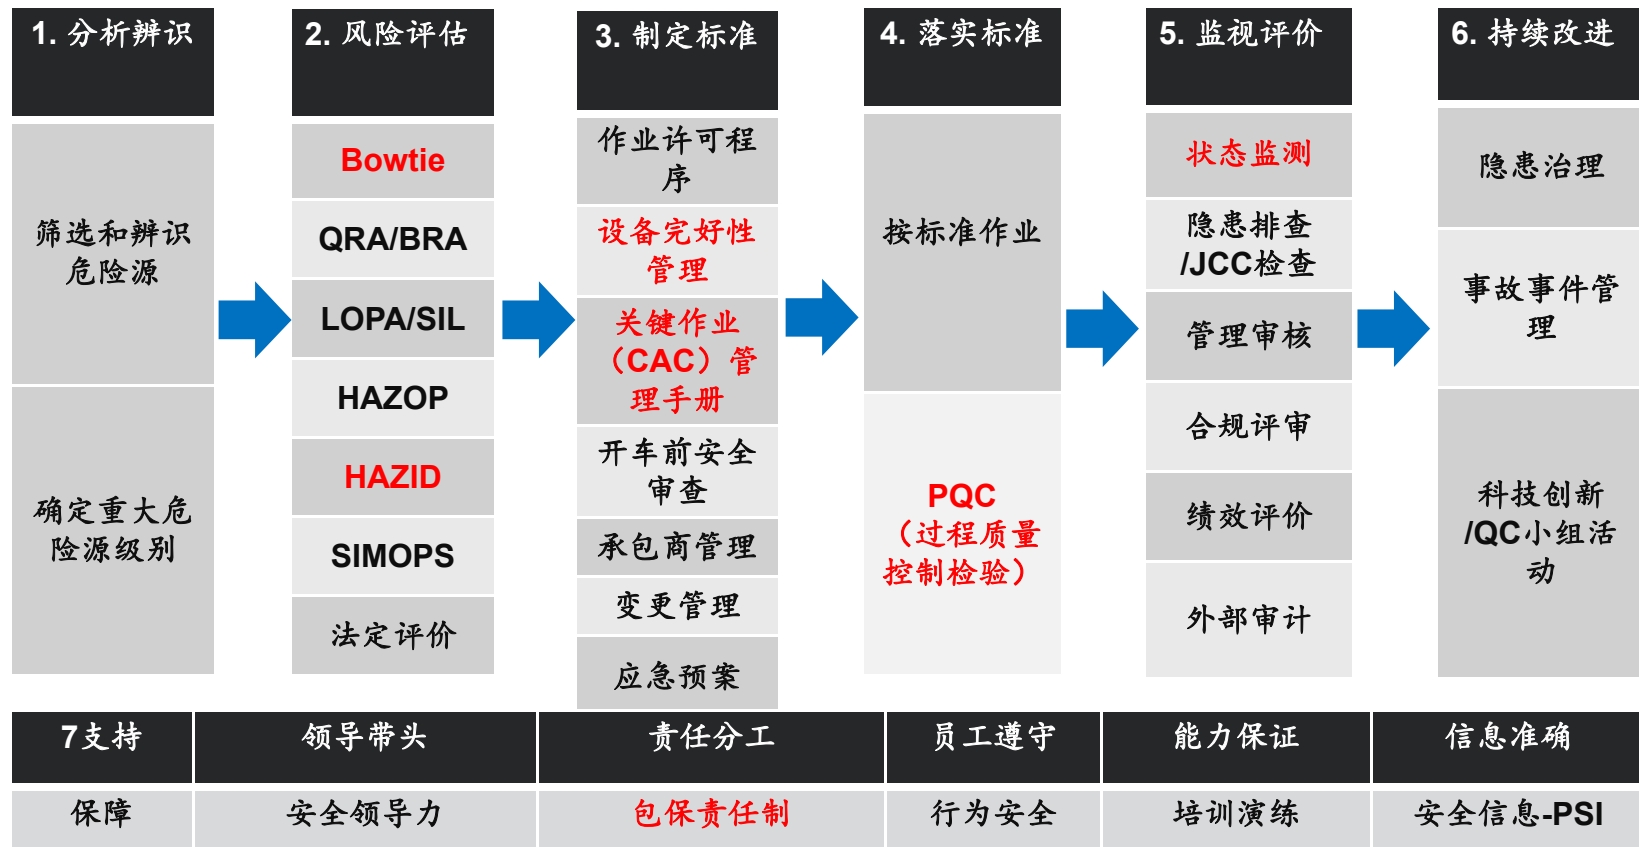 1. 分析辨识
筛选和辨识
危险源
确定重大危
险源级别
2. 风险评估
Bowtie
QRA/BRA
LOPA/SIL
HAZOP
HAZID
SIMOPS
法定评价
3. 制定标准
作业许可程
序
设备完好性
管理
关键作业
（CAC）管
理手册
开车前安全
审查
承包商管理
变更管理
应急预案
4. 落实标准
按标准作业
PQC
（过程质量
控制检验）
5. 监视评价
状态监测
隐患排查
/JCC检查
管理审核
合规评审
绩效评价
外部审计
6. 持续改进
隐患治理
事故事件管
理
科技创新
/QC小组活
动
7支持
领导带头
责任分工
员工遵守
能力保证
信息准确
保障
安全领导力
包保责任制
行为安全
培训演练
安全信息-PSI